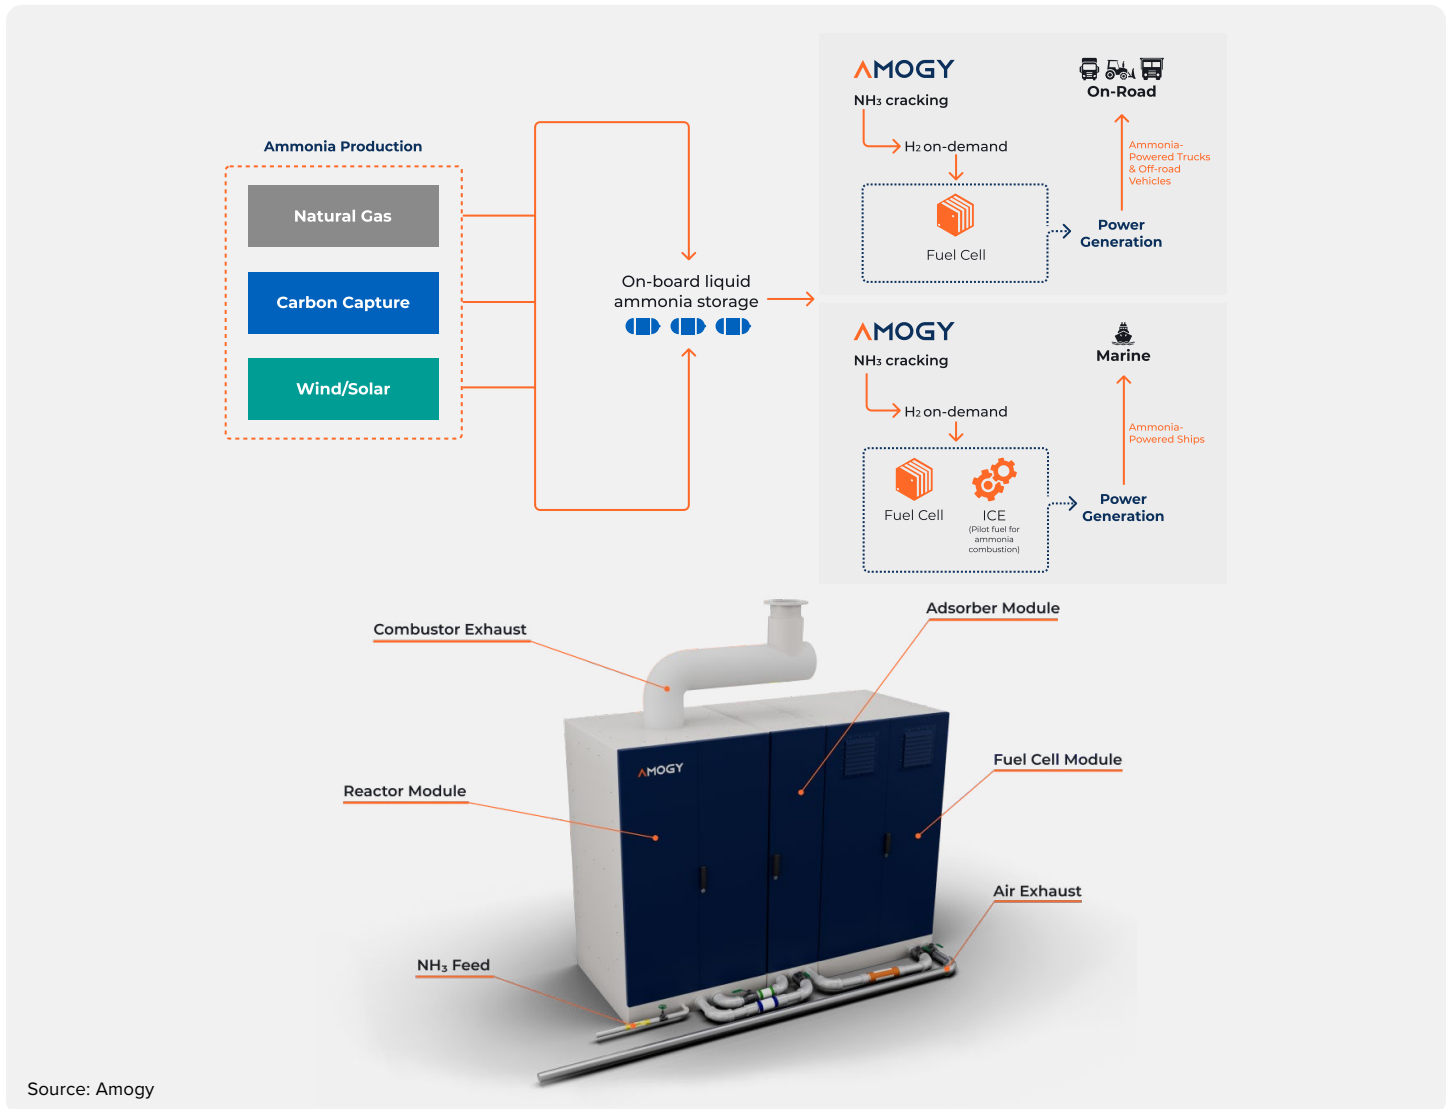 Ammonia Production
Natural Gas
Carbon Capture
Wind/Solar
On-board liquid
ammonia storage
AMOGY
NH₃ cracking
H₂ on-demand
Fuel Cell
Power
Generation
Ammonia-
Powered Trucks
& Off-road
Vehicles
On-Road
AMOGY
NH₃ cracking
H₂ on-demand
Fuel Cell
ICE
(Pilot fuel for
ammonia
combustion)
Power
Generation
Ammonia-
Powered Ships
Marine
Combustor Exhaust
Adsorber Module
Reactor Module
AMOGY
Fuel Cell Module
Air Exhaust
NH₃ Feed
Source: Amogy